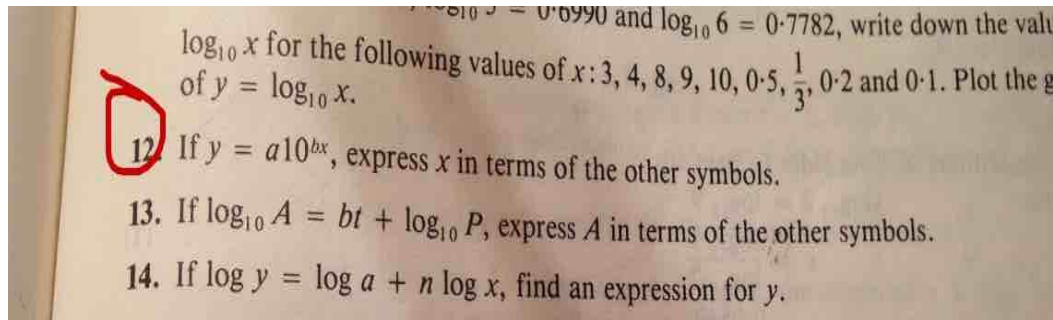 = 0·6990 and log₁₀ 6 = 0·7782, write down the
log₁₀ x for the following values of x: 3, 4, 8, 9, 10, 0·5, 1/3, 0·2 and 0·1. Plot the
of y = log₁₀ x.
12. If y = a10ᵇˣ, express x in terms of the other symbols.
13. If log₁₀ A = bt + log₁₀ P, express A in terms of the other symbols.
14. If log y = log a + n log x, find an expression for y.